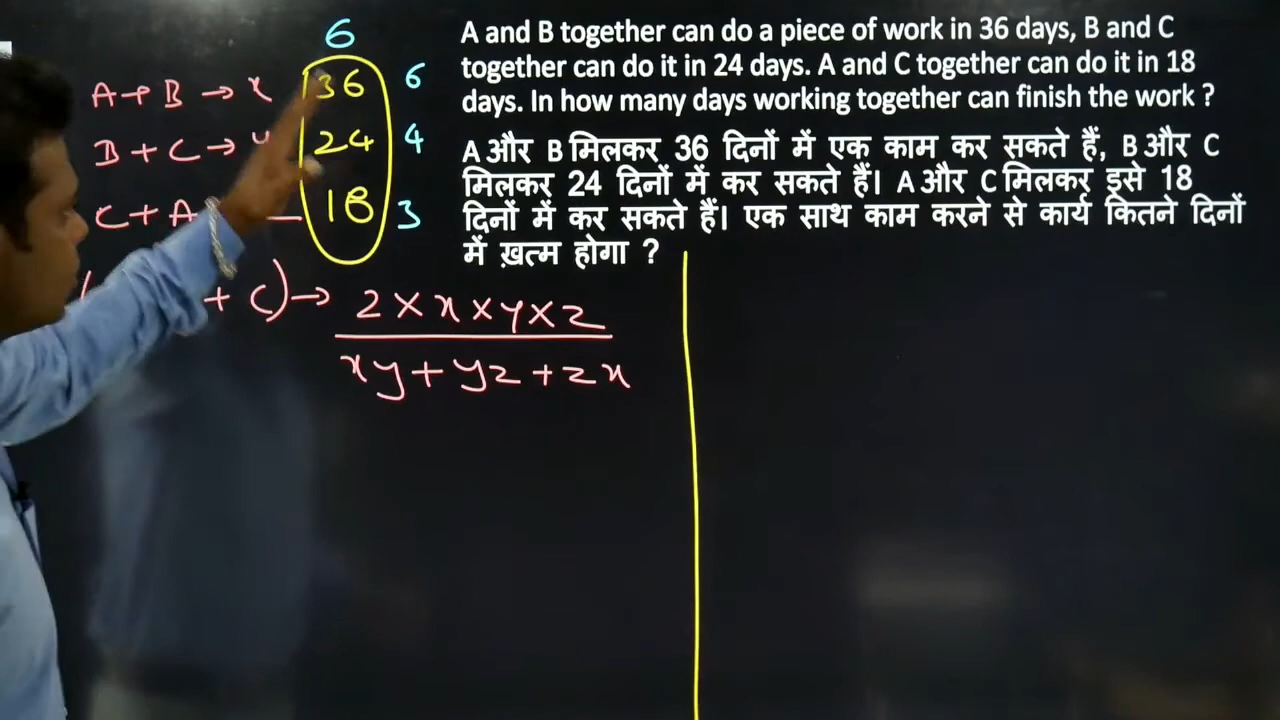 6
A+B → x 36 6
B+C → 24 4
C+A 18 3
+ C) → 2 × x × y × z
xy + yz + zx
A and B together can do a piece of work in 36 days, B and C
together can do it in 24 days. A and C together can do it in 18
days. In how many days working together can finish the work ?
A और B मिलकर 36 दिनों में एक काम कर सकते हैं, B और C
मिलकर 24 दिनों में कर सकते हैं। A और C मिलकर इसे 18
दिनों में कर सकते हैं। एक साथ काम करने से कार्य कितने दिनों
में ख़त्म होगा ?